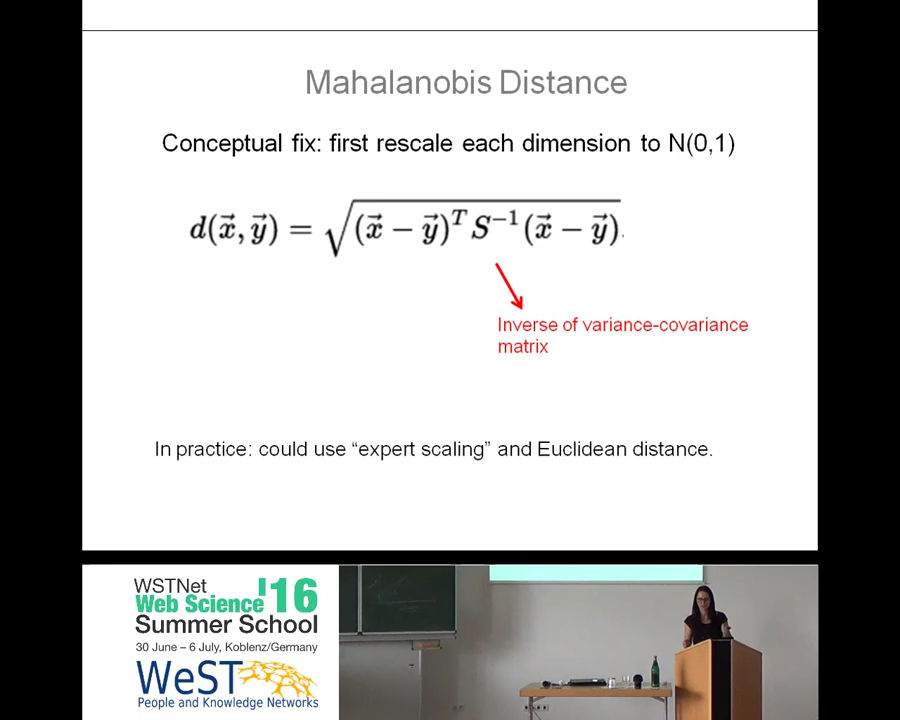 Mahalanobis Distance
Conceptual fix: first rescale each dimension to N(0,1)
d(x⃗, y⃗) = √(x⃗ − y⃗)ᵀ S⁻¹(x⃗ − y⃗).
Inverse of variance-covariance
matrix
In practice: could use “expert scaling” and Euclidean distance.
WSTNet
Web Science '16
Summer School
30 June – 6 July, Koblenz/Germany
WeST
People and Knowledge Networks